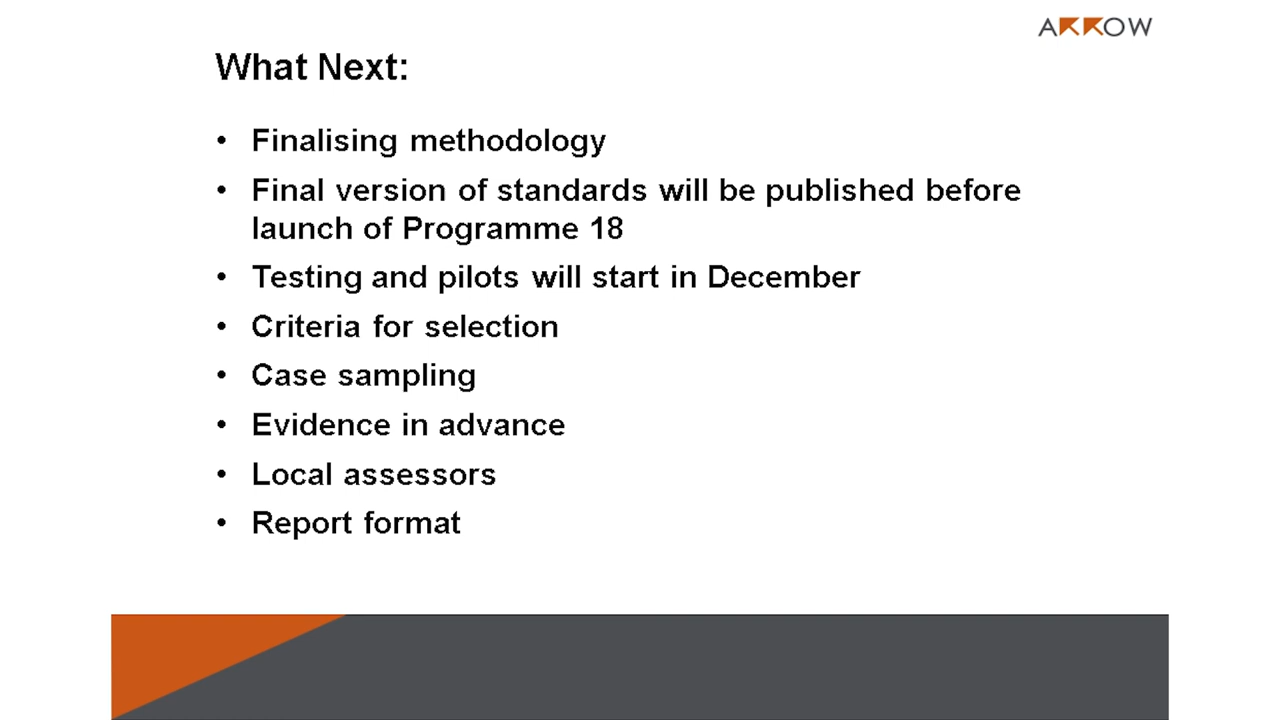 ARROW
What Next:
• Finalising methodology
• Final version of standards will be published before
launch of Programme 18
• Testing and pilots will start in December
• Criteria for selection
• Case sampling
• Evidence in advance
• Local assessors
• Report format